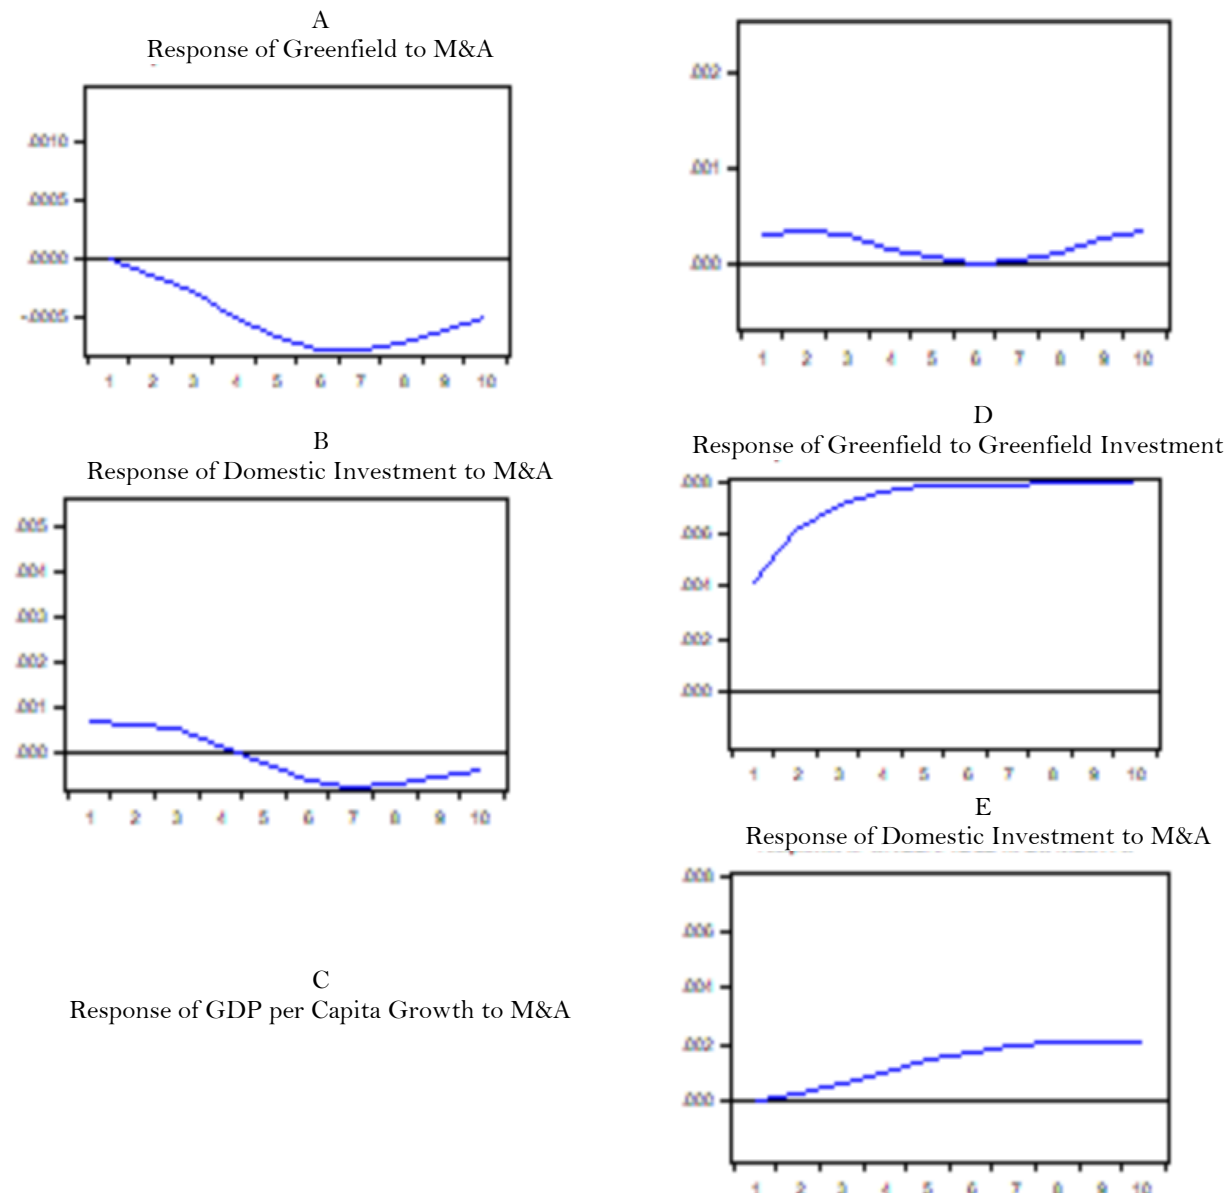 A
Response of Greenfield to M&A
.0010
.0005
.0000
-.0005
1 2 3 4 5 6 7 8 9 10
B
Response of Domestic Investment to M&A
.005
.004
.003
.002
.001
.000
1 2 3 4 5 6 7 8 9 10
C
Response of GDP per Capita Growth to M&A
.002
.001
.000
1 2 3 4 5 6 7 8 9 10
D
Response of Greenfield to Greenfield Investment
.008
.006
.004
.002
.000
1 2 3 4 5 6 7 8 9 10
E
Response of Domestic Investment to M&A
.008
.006
.004
.002
.000
1 2 3 4 5 6 7 8 9 10